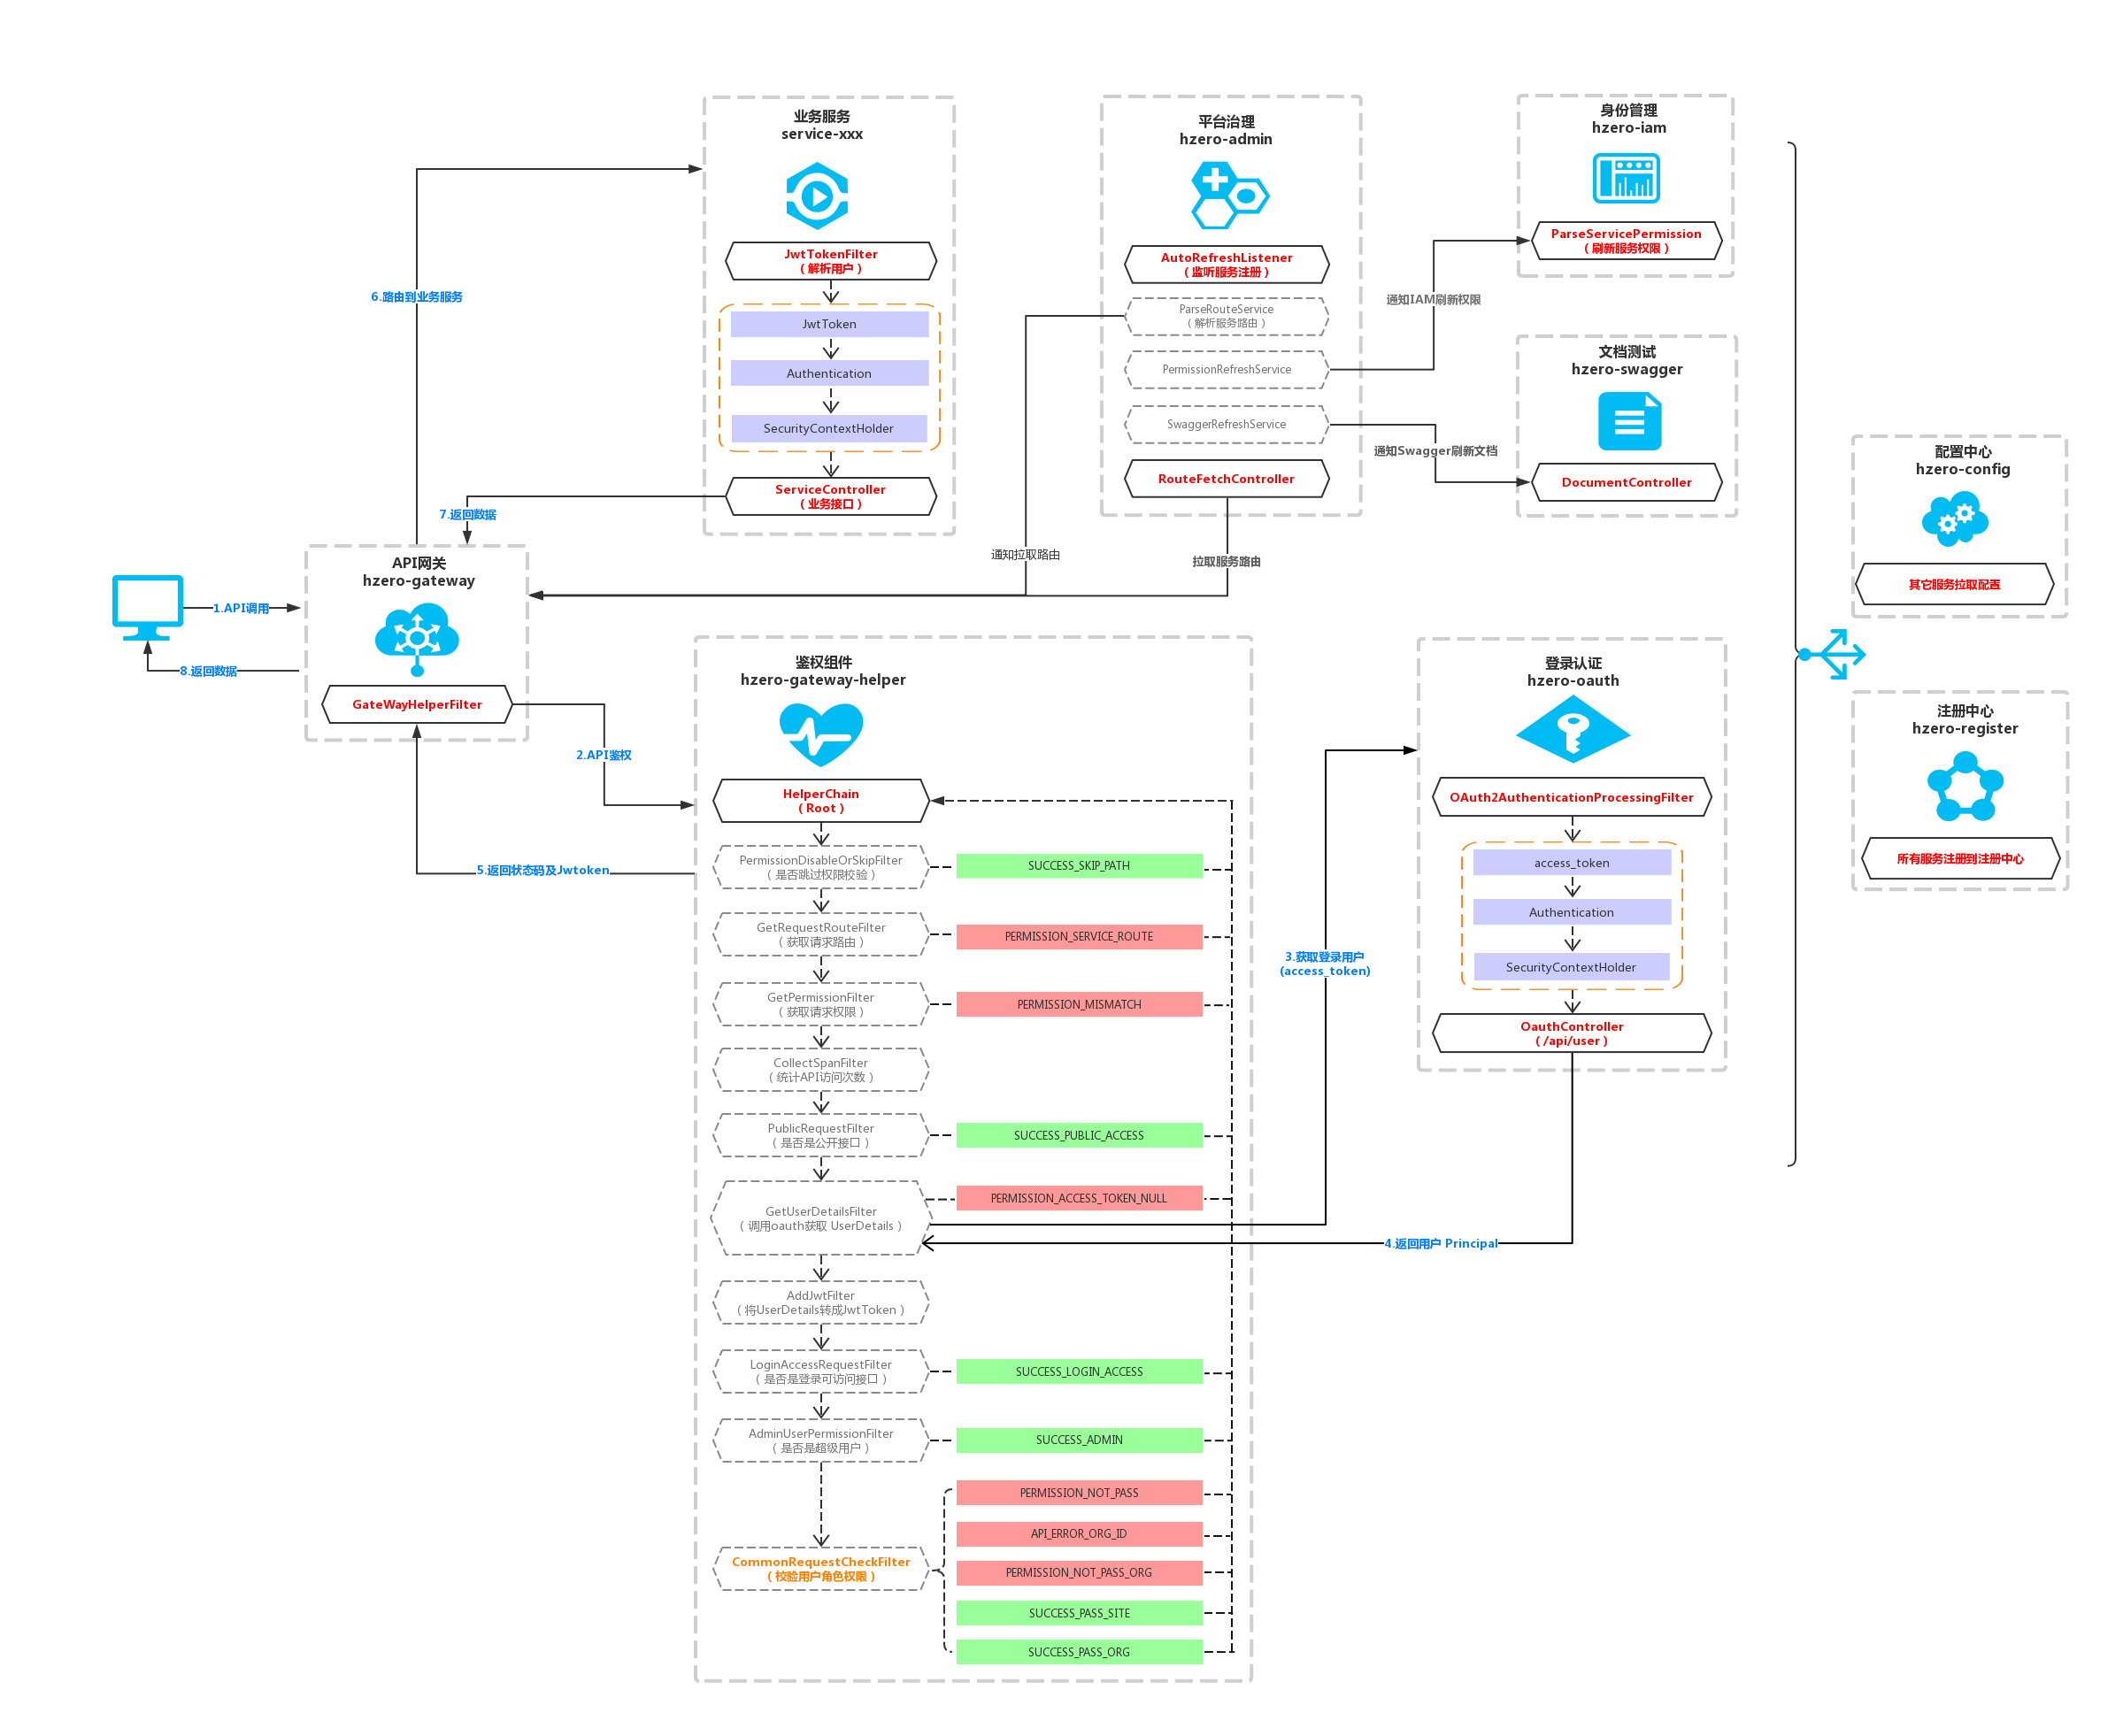 业务服务
service-xxx
JwtTokenFilter
（ 解析用户 ）
JwtToken
Authentication
SecurityContextHolder
ServiceController
（ 业务接口 ）
平台治理
hzero-admin
AutoRefreshListener
（ 监听服务注册 ）
ParseRouteService
（ 解析服务路由 ）
PermissionRefreshService
SwaggerRefreshService
RouteFetchController
身份管理
hzero-iam
ParseServicePermission
（ 刷新服务权限 ）
通知IAM刷新权限
文档测试
hzero-swagger
DocumentController
通知Swagger刷新文档
配置中心
hzero-config
其它服务拉取配置
注册中心
hzero-register
所有服务注册到注册中心
6.路由到业务服务
7.返回数据
通知拉取路由
拉取服务路由
API网关
hzero-gateway
GateWayHelperFilter
1.API调用
8.返回数据
2.API鉴权
5.返回状态码及Jwtoken
鉴权组件
hzero-gateway-helper
HelperChain
（ Root ）
PermissionDisableOrSkipFilter
（ 是否跳过权限校验 ）
SUCCESS_SKIP_PATH
GetRequestRouteFilter
（ 获取请求路由 ）
PERMISSION_SERVICE_ROUTE
GetPermissionFilter
（ 获取请求权限 ）
PERMISSION_MISMATCH
CollectSpanFilter
（ 统计API访问次数 ）
PublicRequestFilter
（ 是否是公开接口 ）
SUCCESS_PUBLIC_ACCESS
GetUserDetailsFilter
（ 调用oauth获取 UserDetails ）
PERMISSION_ACCESS_TOKEN_NULL
AddJwtFilter
（ 将UserDetails转成JwtToken ）
LoginAccessRequestFilter
（ 是否是登录可访问接口 ）
SUCCESS_LOGIN_ACCESS
AdminUserPermissionFilter
（ 是否是超级用户 ）
SUCCESS_ADMIN
CommonRequestCheckFilter
（ 校验用户角色权限 ）
PERMISSION_NOT_PASS
API_ERROR_ORG_ID
PERMISSION_NOT_PASS_ORG
SUCCESS_PASS_SITE
SUCCESS_PASS_ORG
3.获取登录用户
(access_token)
4.返回用户 Principal
登录认证
hzero-oauth
OAuth2AuthenticationProcessingFilter
access_token
Authentication
SecurityContextHolder
OauthController
（ /api/user ）